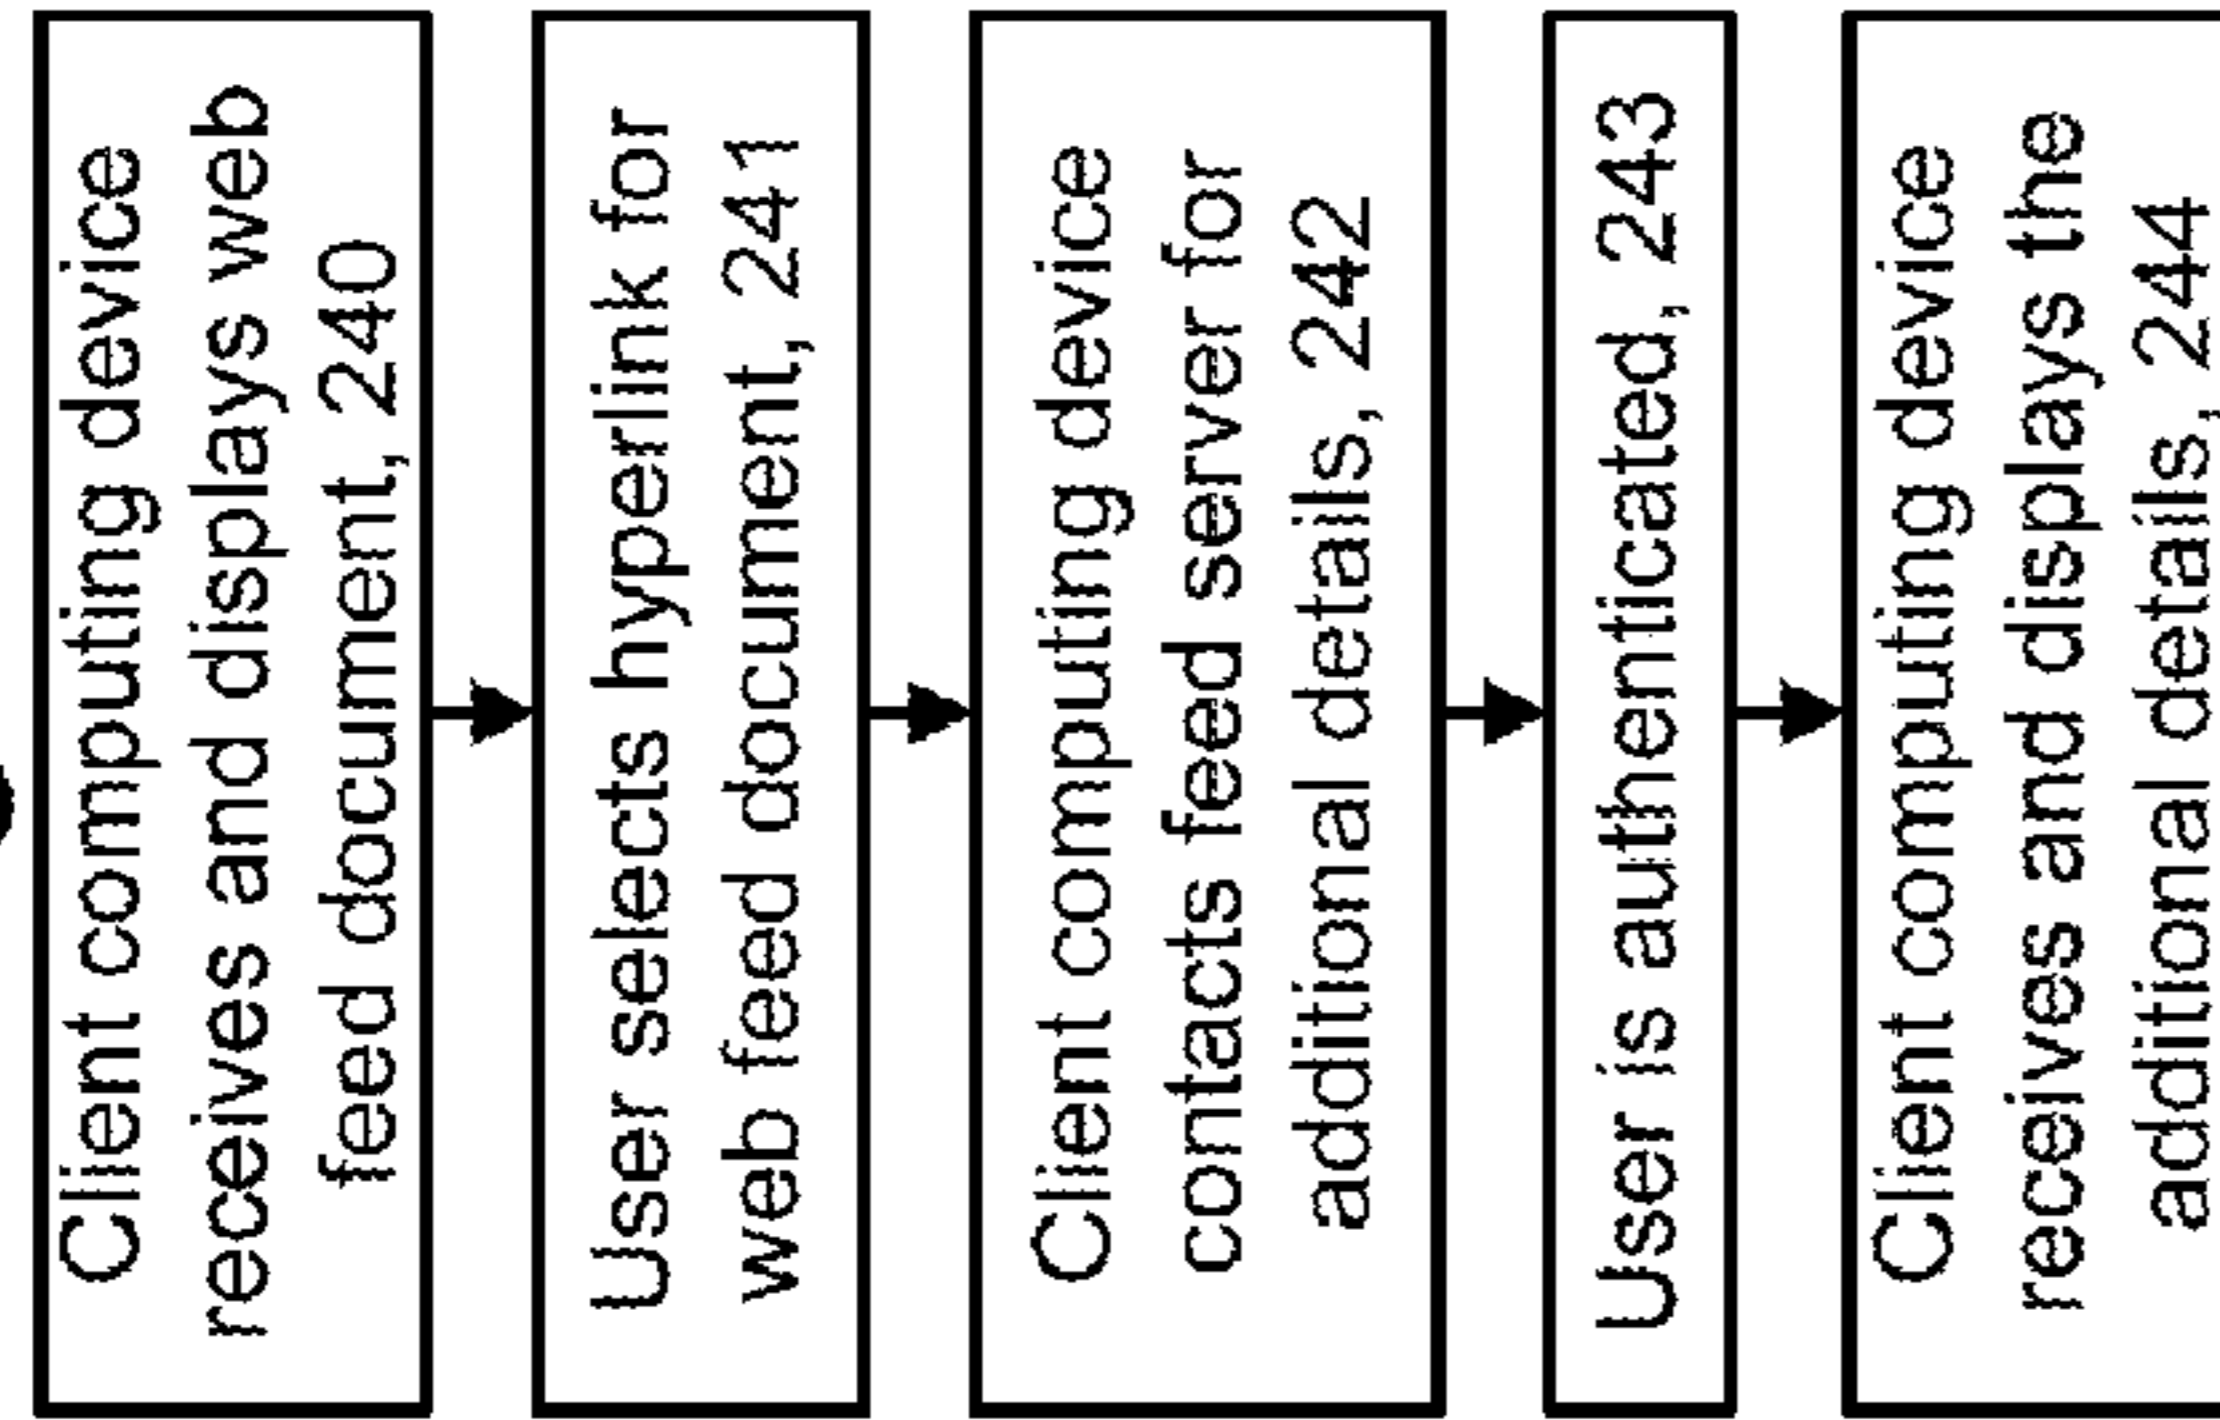 Client computing device
receives and displays web
feed document, 240
User selects hyperlink for
web feed document, 241
Client computing device
contacts feed server for
additional details, 242
User is authenticated, 243
Client computing device
receives and displays the
additional details, 244